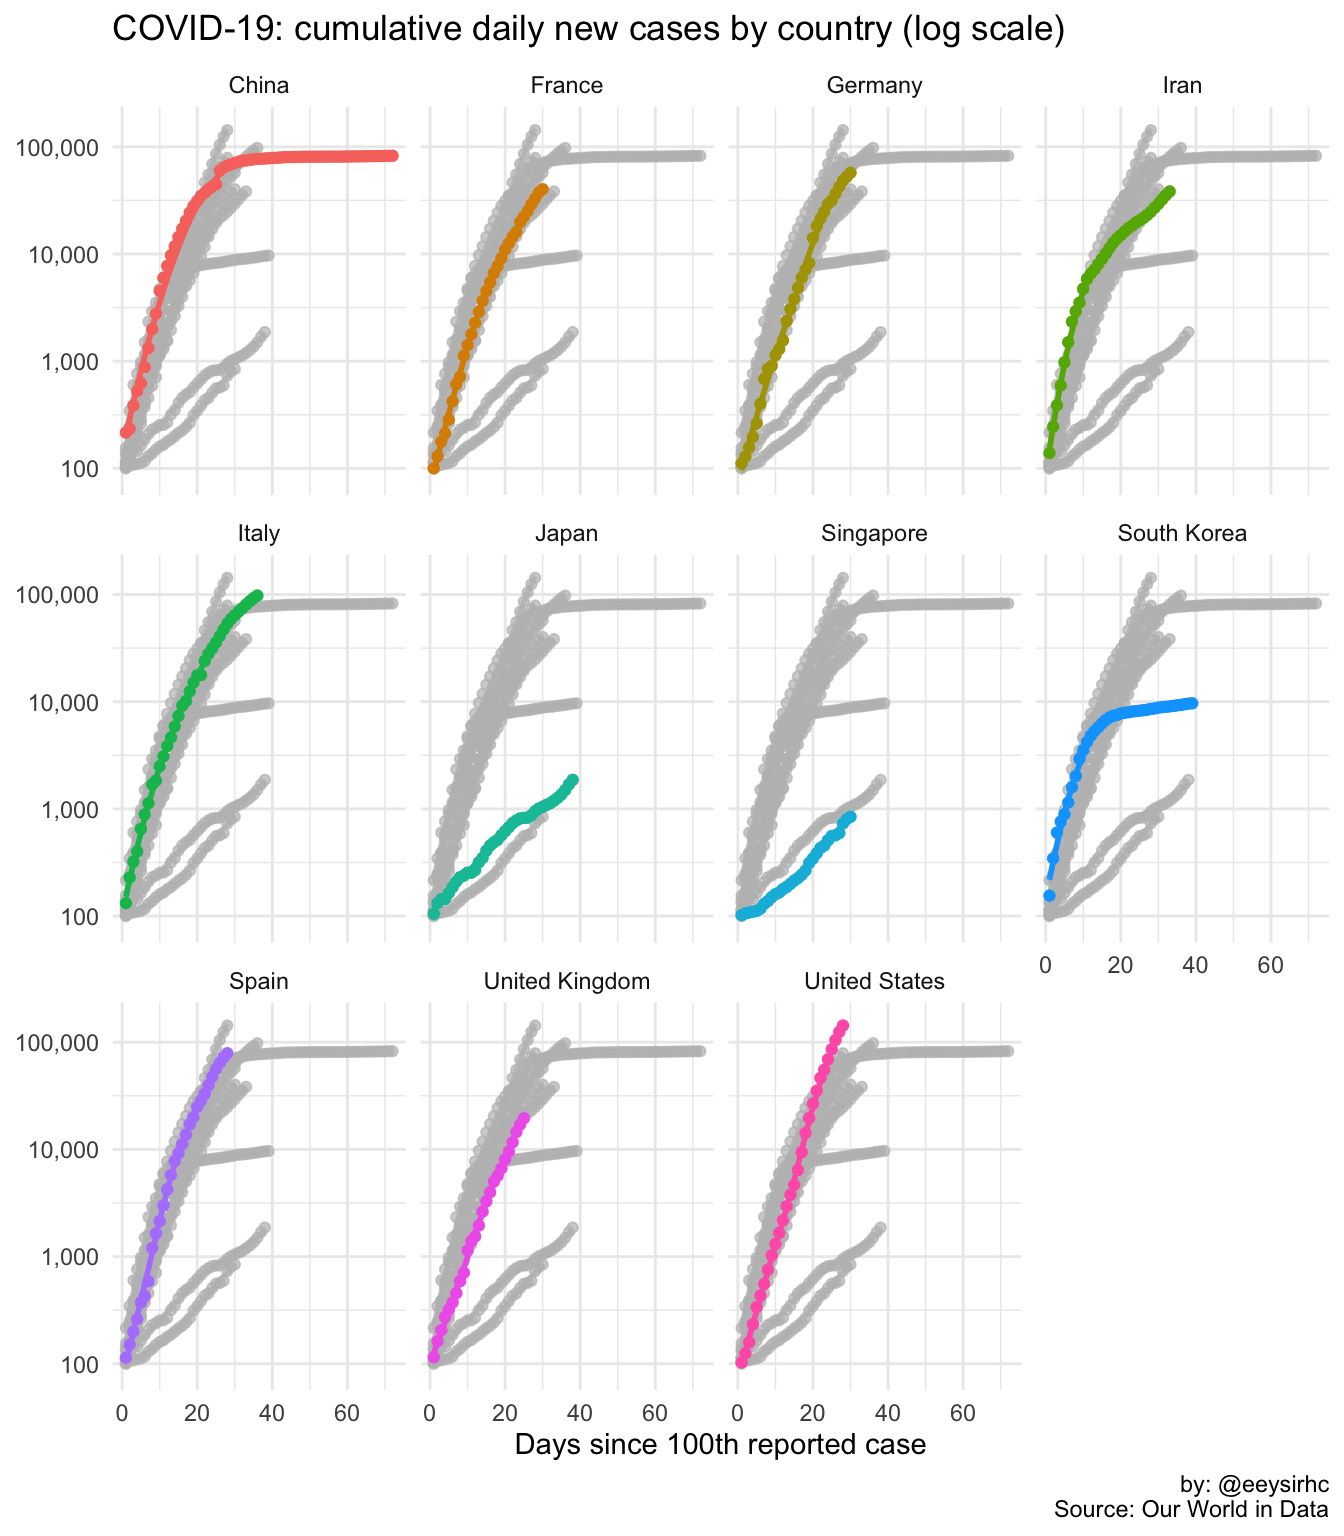 COVID-19: cumulative daily new cases by country (log scale)
China France Germany Iran
100,000
10,000
1,000
100
Italy Japan Singapore South Korea
100,000
10,000
1,000
100
0 20 40 60
Spain United Kingdom United States
100,000
10,000
1,000
100
0 20 40 60 0 20 40 60 0 20 40 60
Days since 100th reported case
by: @eeysirhc
Source: Our World in Data